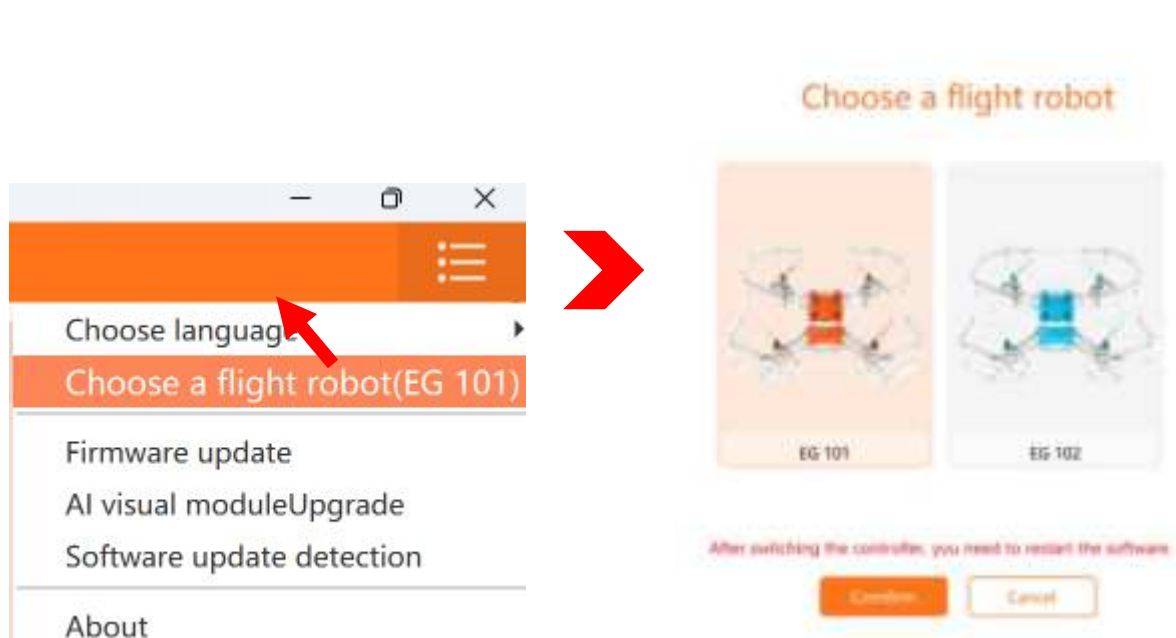 Choose language
Choose a flight robot(EG 101)
Firmware update
AI visual moduleUpgrade
Software update detection
About
Choose a flight robot
EG 101
EG 102
After switching the controller, you need to restart the software
Confirm
Cancel